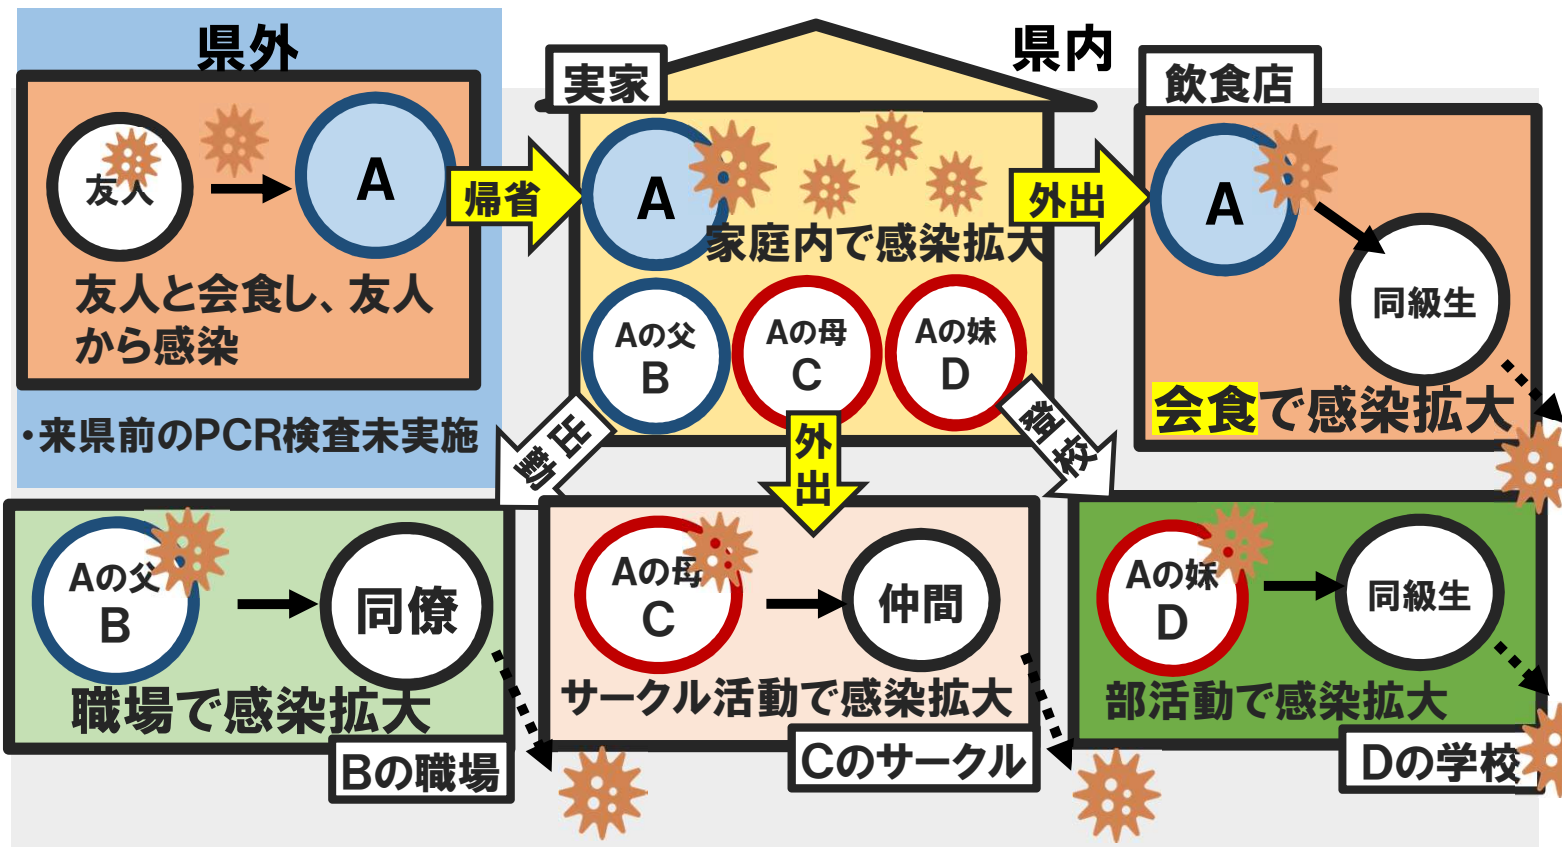 県外
県内
友人
A
友人と会食し、友人
から感染
・来県前のPCR検査未実施
帰省
実家
A
家庭内で感染拡大
Aの父
B
Aの母
C
Aの妹
D
外出
飲食店
A
同級生
会食で感染拡大
出勤
外出
登校
Aの父
B
同僚
職場で感染拡大
Bの職場
Aの母
C
仲間
サークル活動で感染拡大
Cのサークル
Aの妹
D
同級生
部活動で感染拡大
Dの学校